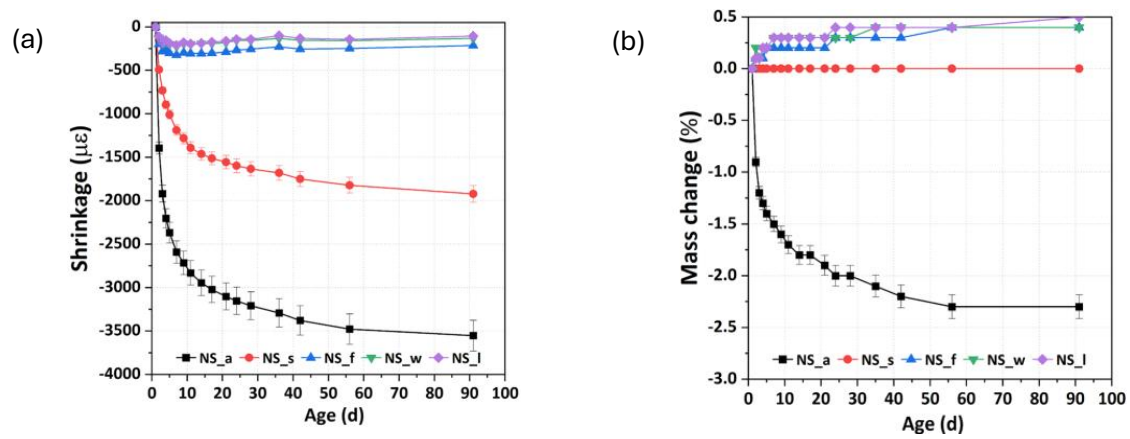 (a)
0
-500
-1000
-1500
-2000
-2500
-3000
-3500
-4000
Shrinkage (με)
NS_a NS_s NS_f NS_w NS_l
0 10 20 30 40 50 60 70 80 90 100
Age (d)
(b)
0.5
0.0
-0.5
-1.0
-1.5
-2.0
-2.5
-3.0
Mass change (%)
NS_a NS_s NS_f NS_w NS_l
0 10 20 30 40 50 60 70 80 90 100
Age (d)